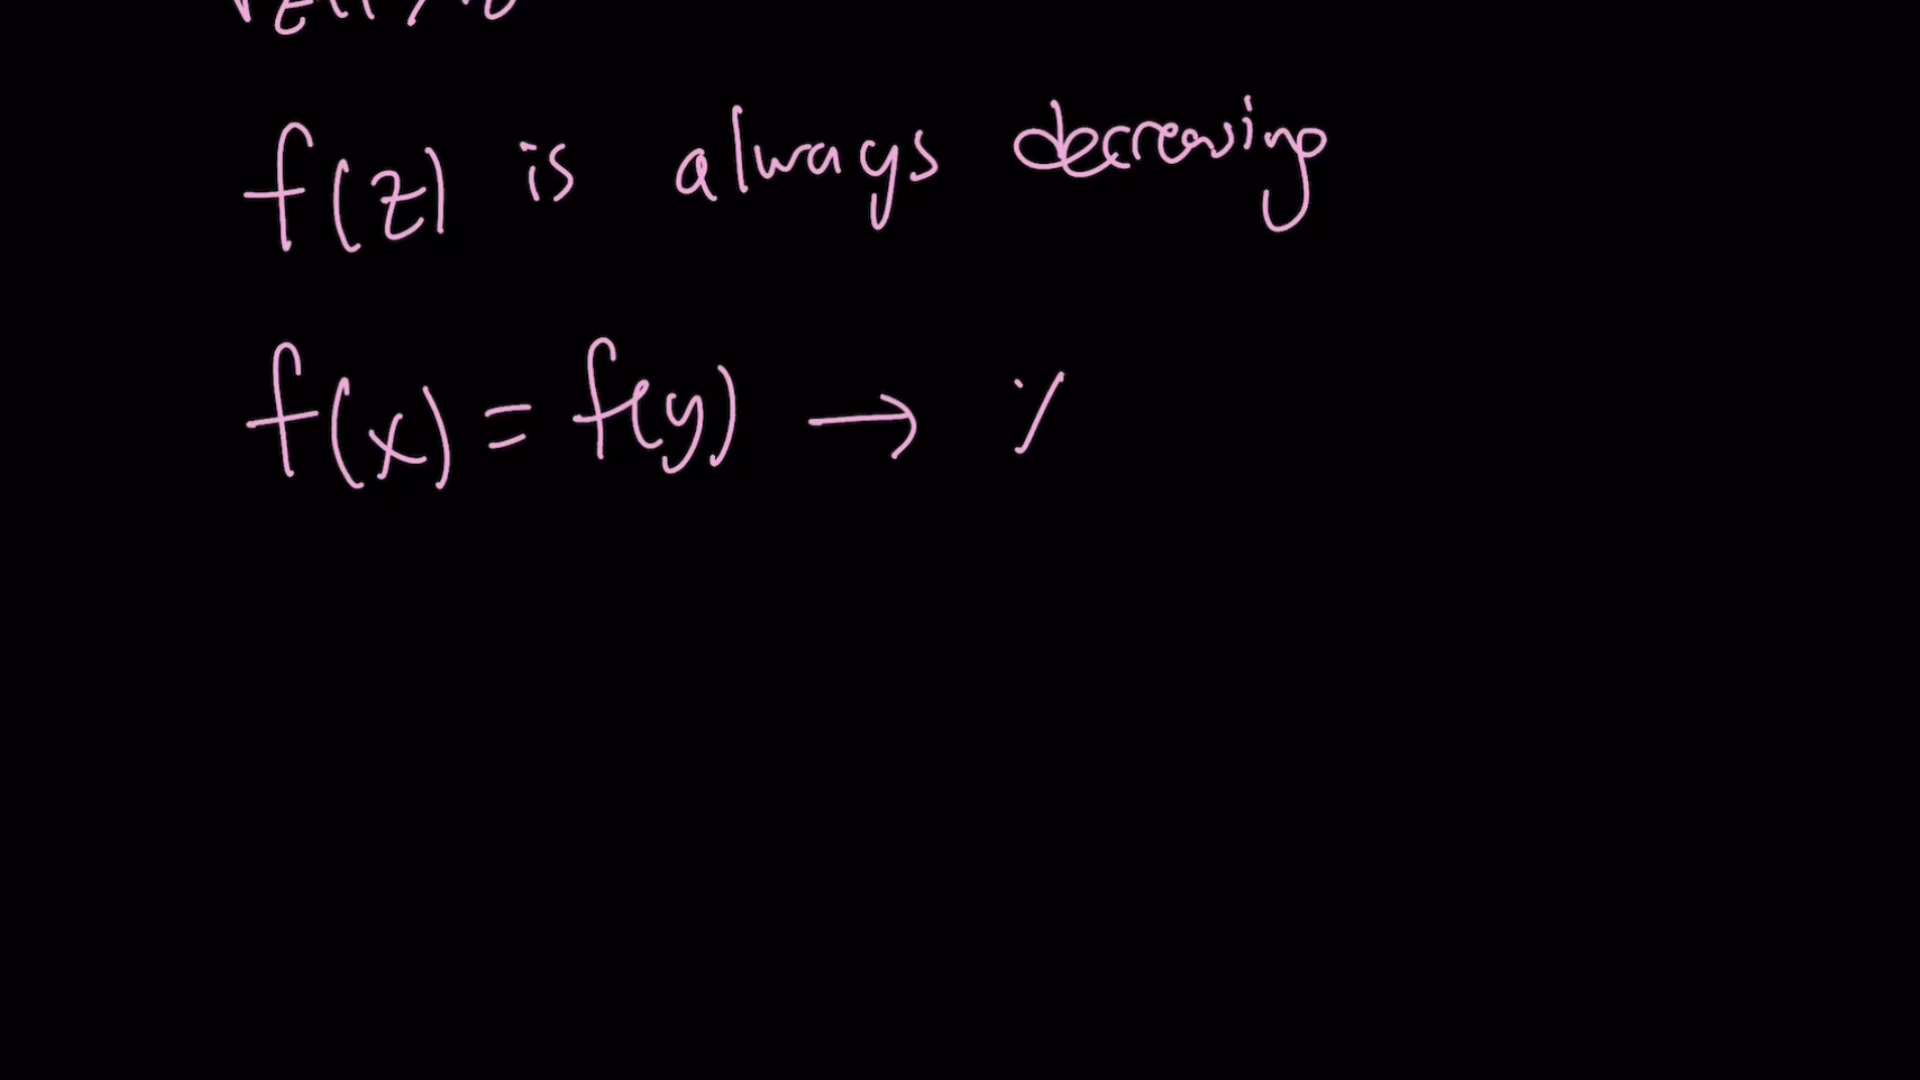 f(z) is always decreasing
f(x) = f(y) →